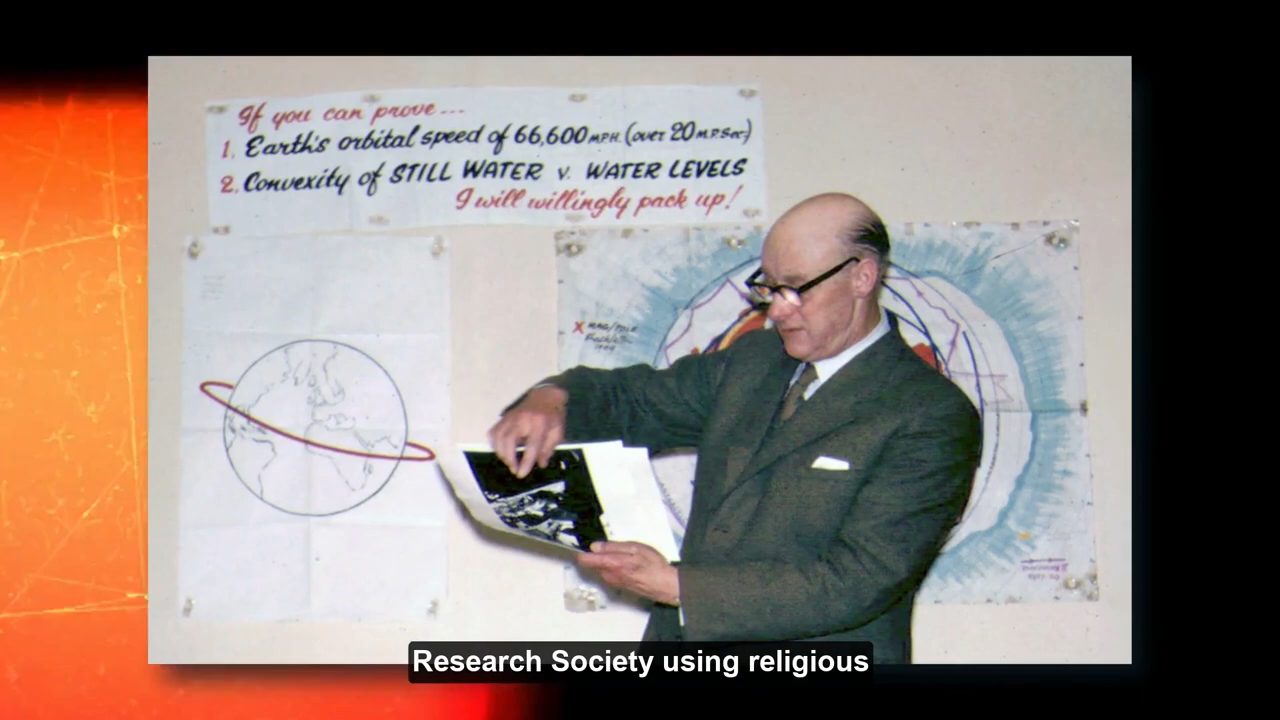 If you can prove...
1. Earth's orbital speed of 66,600 M.P.H. (over 20 M.P.Sec.)
2. Convexity of STILL WATER v. WATER LEVELS
I will willingly pack up!
Research Society using religious